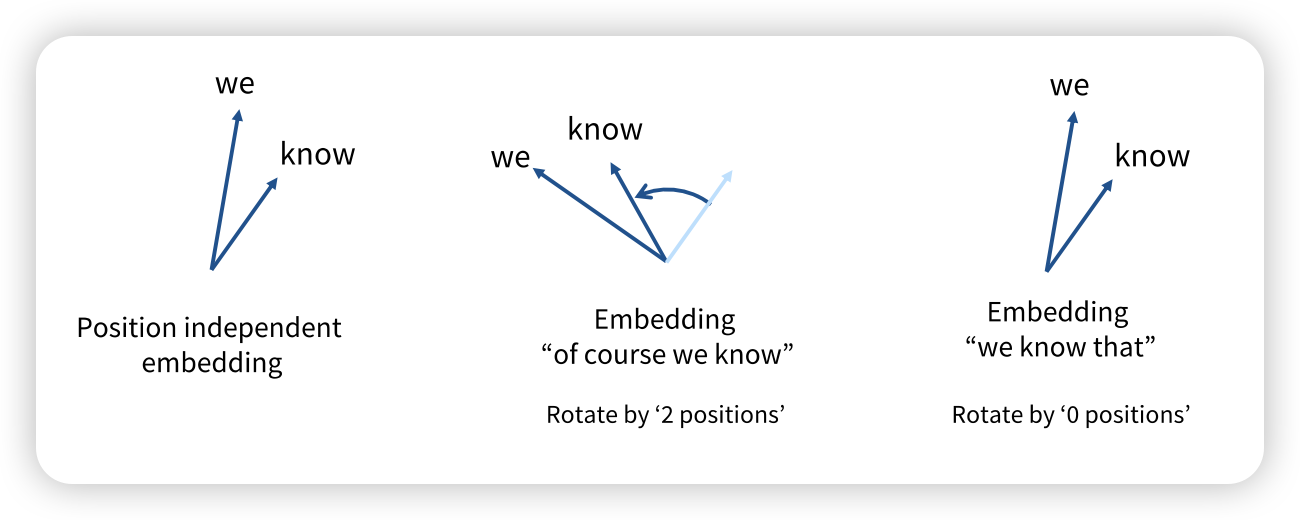 we
know
Position independent
embedding
we
know
Embedding
“of course we know”
Rotate by ‘2 positions’
we
know
Embedding
“we know that”
Rotate by ‘0 positions’